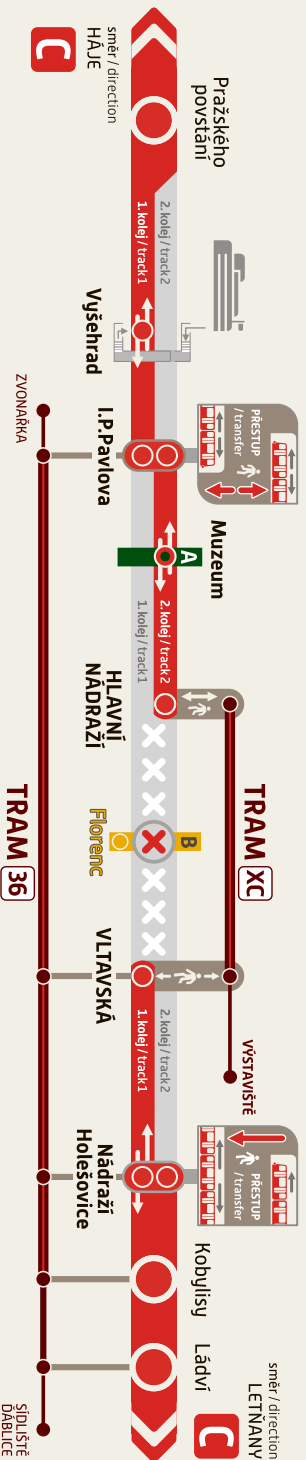 směr / direction
HÁJE
C
Pražského
povstání
2. kolej / track 2
1. kolej / track 1
Vyšehrad
ZVONAŘKA
I.P.Pavlova
PŘESTUP
/ transfer
Muzeum
A
2. kolej / track 2
1. kolej / track 1
HLAVNÍ
NÁDRAŽÍ
B
Florenc
TRAM XC
TRAM 36
VLTAVSKÁ
VÝSTAVIŠTĚ
2. kolej / track 2
1. kolej / track 1
Nádraží
Holešovice
PŘESTUP
/ transfer
Kobylisy
Ládví
směr / direction
LETŇANY
C
SÍDLIŠTĚ
ĎÁBLICE